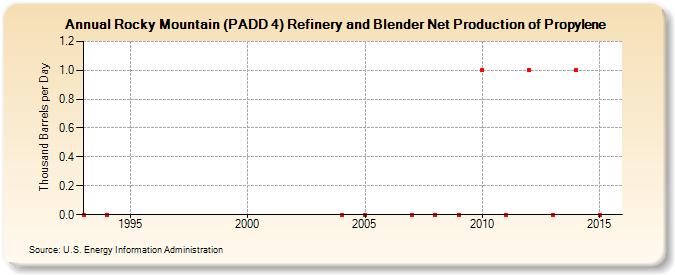 Annual Rocky Mountain (PADD 4) Refinery and Blender Net Production of Propylene
Thousand Barrels per Day
1.2
1.0
0.8
0.6
0.4
0.2
0.0
1995 2000 2005 2010 2015
Source: U.S. Energy Information Administration